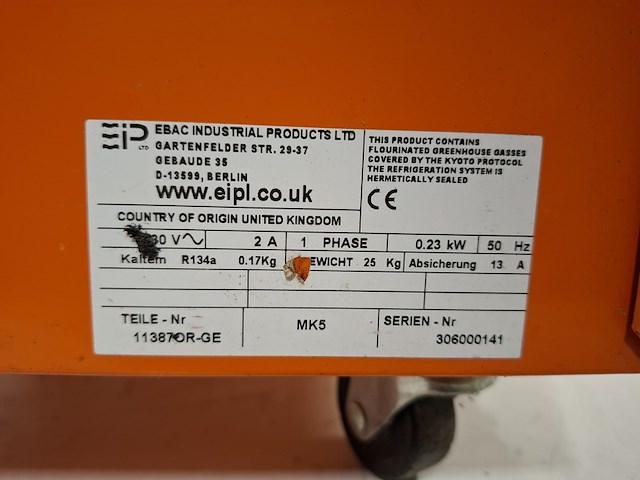 EIP LTD
EBAC INDUSTRIAL PRODUCTS LTD
GARTENFELDER STR. 29-37
GEBAUDE 35
D-13599, BERLIN
www.eipl.co.uk
THIS PRODUCT CONTAINS
FLOURINATED GREENHOUSE GASSES
COVERED BY THE KYOTO PROTOCOL
THE REFRIGERATION SYSTEM IS
HERMETICALLY SEALED
CE
COUNTRY OF ORIGIN UNITED KINGDOM
30 V 2 A 1 PHASE 0.23 kW 50 Hz
R134a 0.17Kg 25 Kg Absicherung 13 A
TEILE - Nr MK5 SERIEN - Nr
306000141